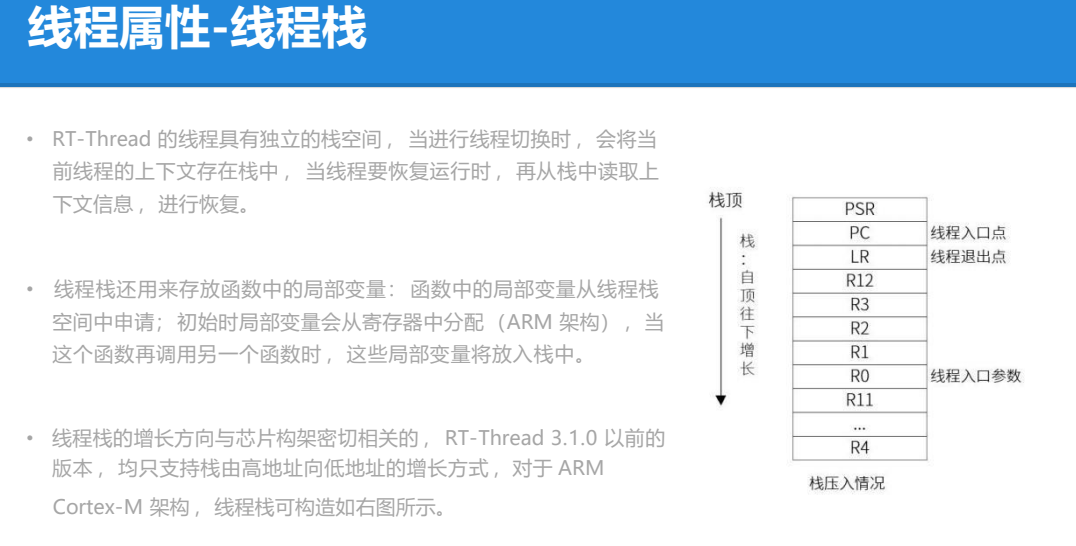 线程属性-线程栈
• RT-Thread 的线程具有独立的栈空间，当进行线程切换时，会将当
前线程的上下文存在栈中，当线程要恢复运行时，再从栈中读取上
下文信息，进行恢复。
• 线程栈还用来存放函数中的局部变量：函数中的局部变量从线程栈
空间中申请；初始时局部变量会从寄存器中分配（ARM 架构），当
这个函数再调用另一个函数时，这些局部变量将放入栈中。
• 线程栈的增长方向与芯片构架密切相关的，RT-Thread 3.1.0 以前的
版本，均只支持栈由高地址向低地址的增长方式，对于 ARM
Cortex-M 架构，线程栈可构造如右图所示。
栈顶
栈：自顶往下增长
PSR
PC 线程入口点
LR 线程退出点
R12
R3
R2
R1
R0 线程入口参数
R11
...
R4
栈压入情况